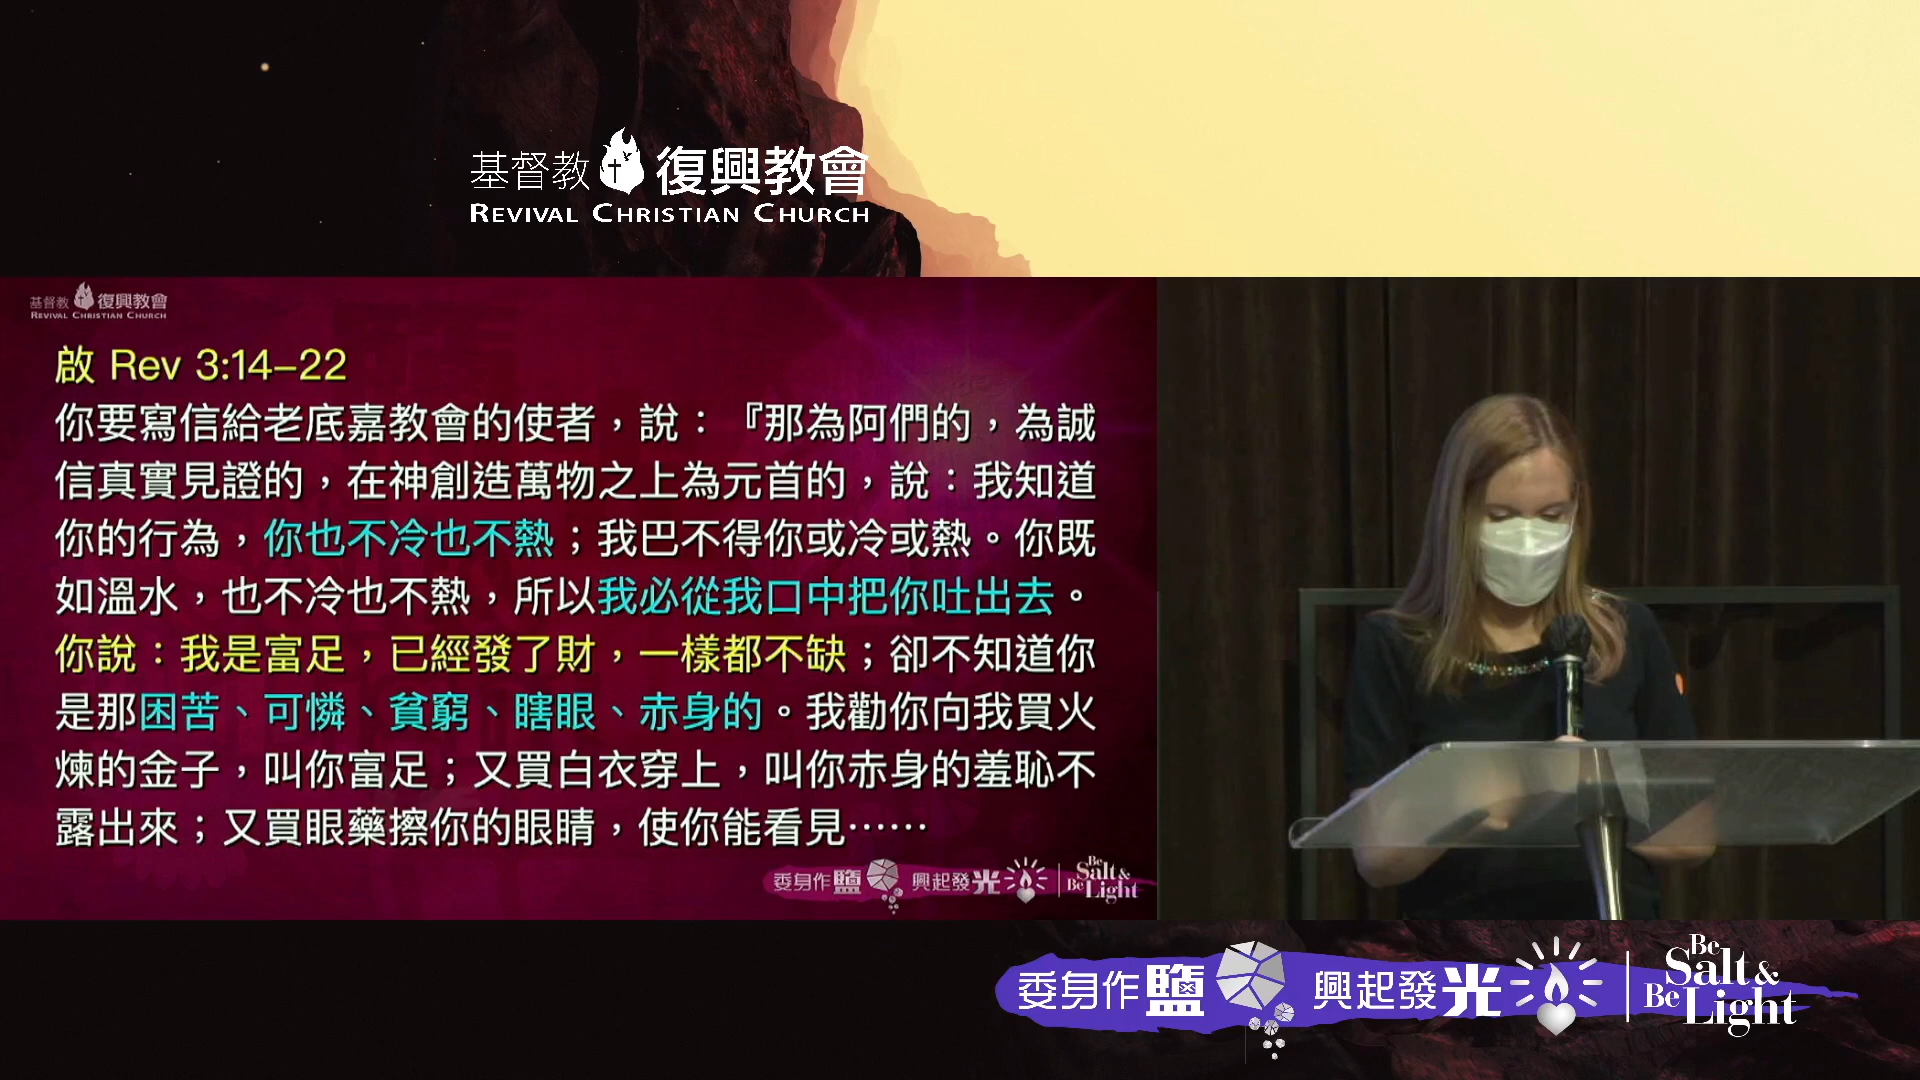 基督教 復興教會
REVIVAL CHRISTIAN CHURCH
基督教 復興教會
REVIVAL CHRISTIAN CHURCH
啟 Rev 3:14-22
你要寫信給老底嘉教會的使者，說：『那為阿們的，為誠
信真實見證的，在神創造萬物之上為元首的，說：我知道
你的行為，你也不冷也不熱；我巴不得你或冷或熱。你既
如溫水，也不冷也不熱，所以我必從我口中把你吐出去。
你說：我是富足，已經發了財，一樣都不缺；卻不知道你
是那困苦、可憐、貧窮、瞎眼、赤身的。我勸你向我買火
煉的金子，叫你富足；又買白衣穿上，叫你赤身的羞恥不
露出來；又買眼藥擦你的眼睛，使你能看見……
委身作鹽 興起發光 Be Salt & Be Light
委身作鹽 興起發光 Be Salt & Be Light